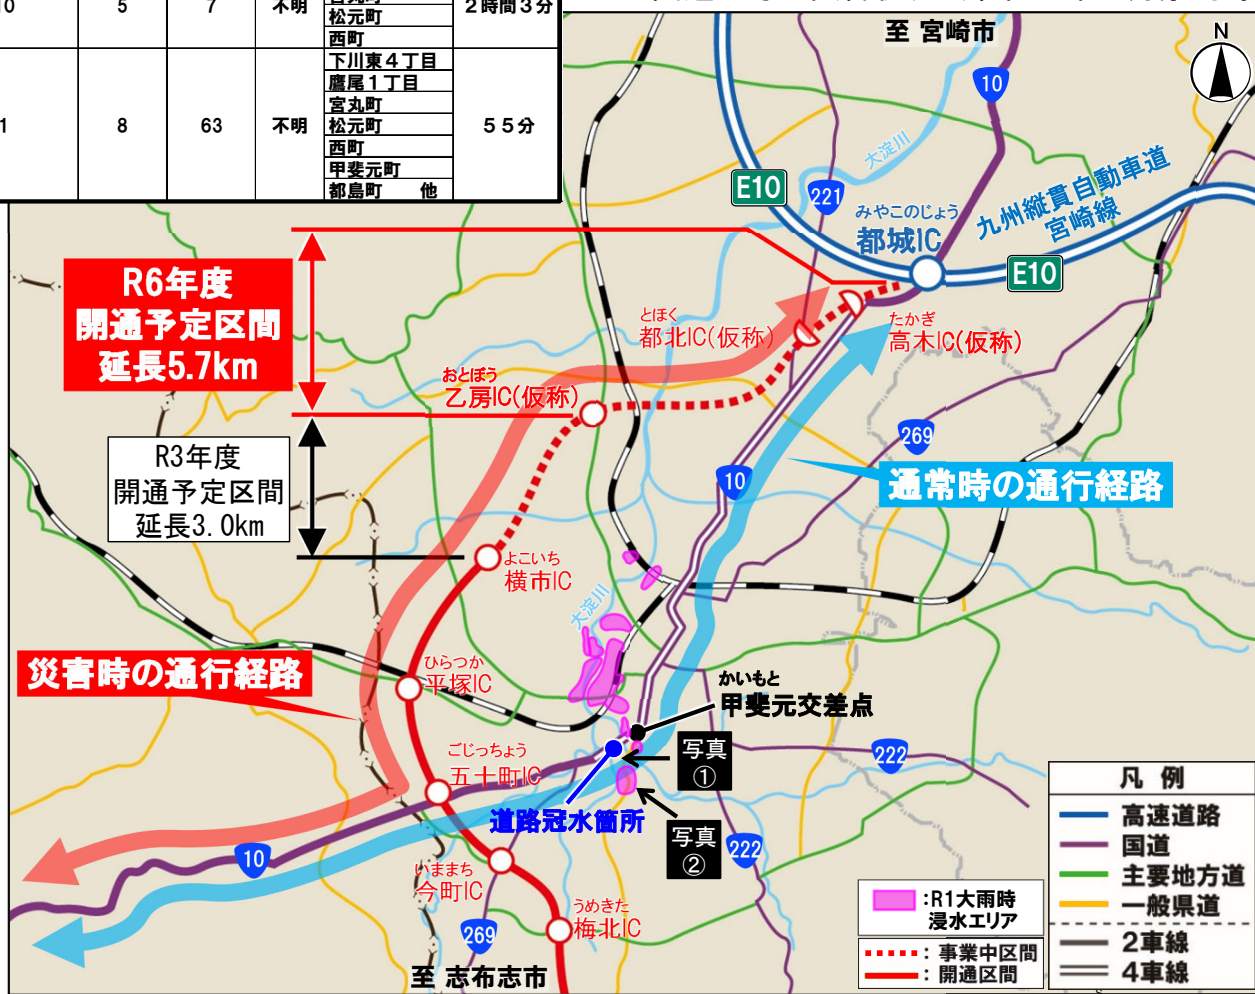 10 5 7 不明 2時間3分
松元町
西町
1 8 63 不明 55分
下川東4丁目
鷹尾1丁目
宮丸町
松元町
西町
甲斐元町
都島町 他
至 宮崎市
N
10
大淀川
E10
221
みやこのじょう
都城IC
九州縦貫自動車道
宮崎線
E10
R6年度
開通予定区間
延長5.7km
とほく
都北IC(仮称)
たかぎ
高木IC(仮称)
おとぼう
乙房IC(仮称)
269
R3年度
開通予定区間
延長3.0km
10
通常時の通行経路
よこいち
横市IC
大淀川
災害時の通行経路
ひらつか
平塚IC
かいもと
甲斐元交差点
ごじっちょう
五十町IC
写真
①
222
道路冠水箇所
写真
②
222
10
いままち
今町IC
うめきた
梅北IC
269
至 志布志市
:R1大雨時
浸水エリア
:事業中区間
:開通区間
凡 例
高速道路
国道
主要地方道
一般県道
2車線
4車線